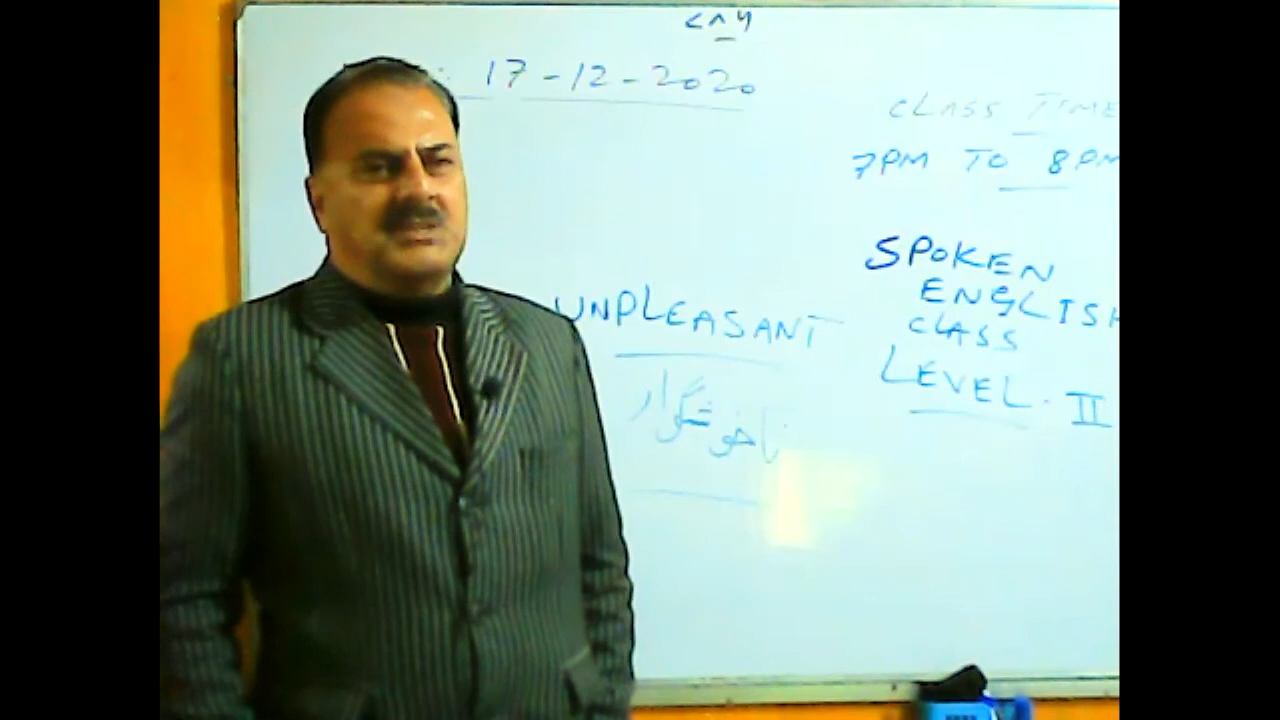 17-12-2020
CLASS TIME
7PM TO 8PM
SPOKEN
ENGLISH
CLASS
LEVEL. II
UNPLEASANT
ناخوشگوار